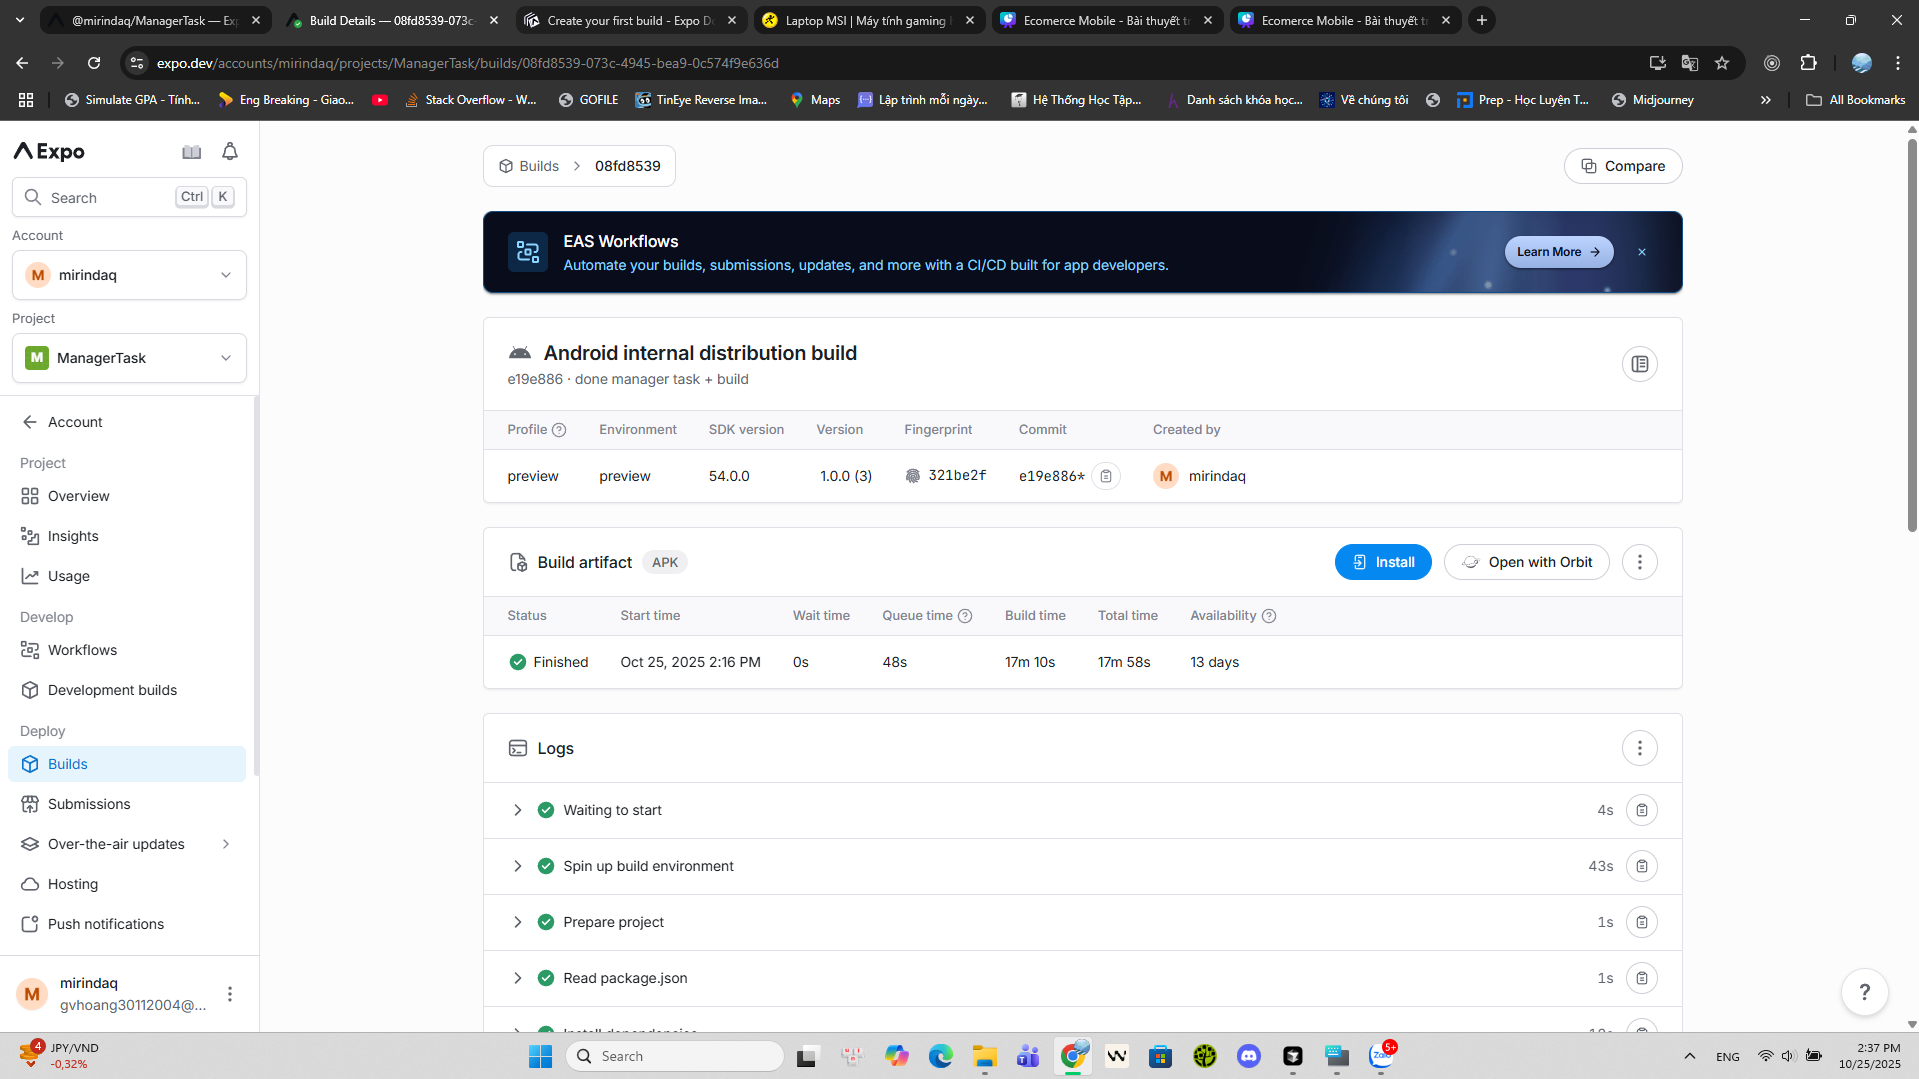 @mirindaq/ManagerTask — Ex
Build Details — 08fd8539-073c-
Create your first build - Expo D
Laptop MSI | Máy tính gaming
Ecomerce Mobile - Bài thuyết tr
Ecomerce Mobile - Bài thuyết t
expo.dev/accounts/mirindaq/projects/ManagerTask/builds/08fd8539-073c-4945-bea9-0c574f9e636d
Simulate GPA - Tính...
Eng Breaking - Giao...
Stack Overflow - W...
GOFILE
TinEye Reverse Ima...
Maps
Lập trình mỗi ngày...
Hệ Thống Học Tập...
Danh sách khóa học...
Về chúng tôi
Prep - Học Luyện T...
Midjourney
All Bookmarks
Expo
Search
Ctrl
K
Account
M
mirindaq
Project
M
ManagerTask
Account
Project
Overview
Insights
Usage
Develop
Workflows
Development builds
Deploy
Builds
Submissions
Over-the-air updates
Hosting
Push notifications
M
mirindaq
gvhoang30112004@...
Builds
08fd8539
Compare
EAS Workflows
Automate your builds, submissions, updates, and more with a CI/CD built for app developers.
Learn More
Android internal distribution build
e19e886 · done manager task + build
Profile Environment SDK version Version Fingerprint Commit Created by
preview preview 54.0.0 1.0.0 (3) 321be2f e19e886* M mirindaq
Build artifact APK
Install
Open with Orbit
Status Start time Wait time Queue time Build time Total time Availability
Finished Oct 25, 2025 2:16 PM 0s 48s 17m 10s 17m 58s 13 days
Logs
Waiting to start 4s
Spin up build environment 43s
Prepare project 1s
Read package.json 1s
Install dependencies
?
4
JPY/VND
-0,32%
Search
Zalo
5+
ENG
2:37 PM
10/25/2025